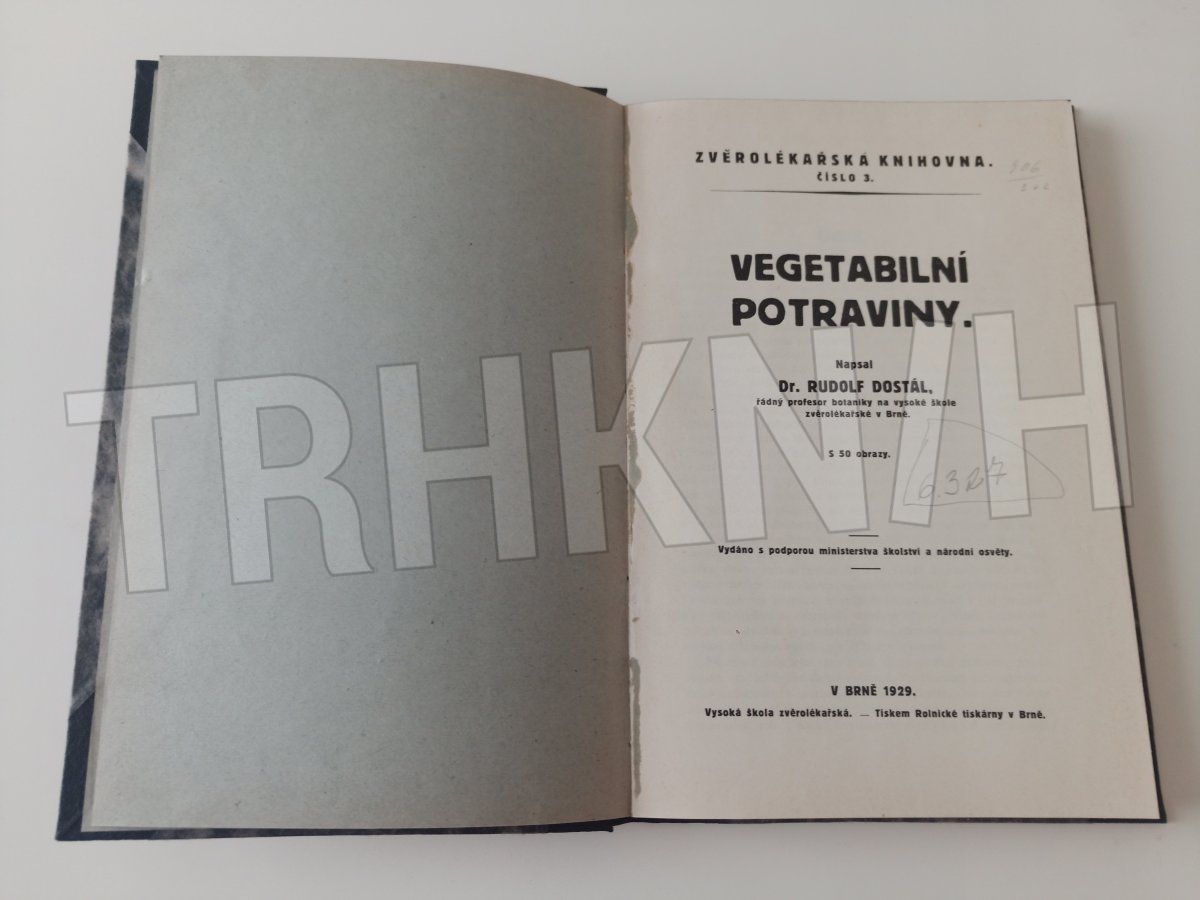 ZVĚROLÉKAŘSKÁ KNIHOVNA.
ČÍSLO 3.
VEGETABILNÍ
POTRAVINY.
Napsal
Dr. RUDOLF DOSTÁL,
řádný profesor botaniky na vysoké škole
zvěrolékařské v Brně.
S 50 obrazy.
Vydáno s podporou ministerstva školství a národní osvěty.
V BRNĚ 1929.
Vysoká škola zvěrolékařská. — Tiskem Rolnické tiskárny v Brně.
TRHKNIH